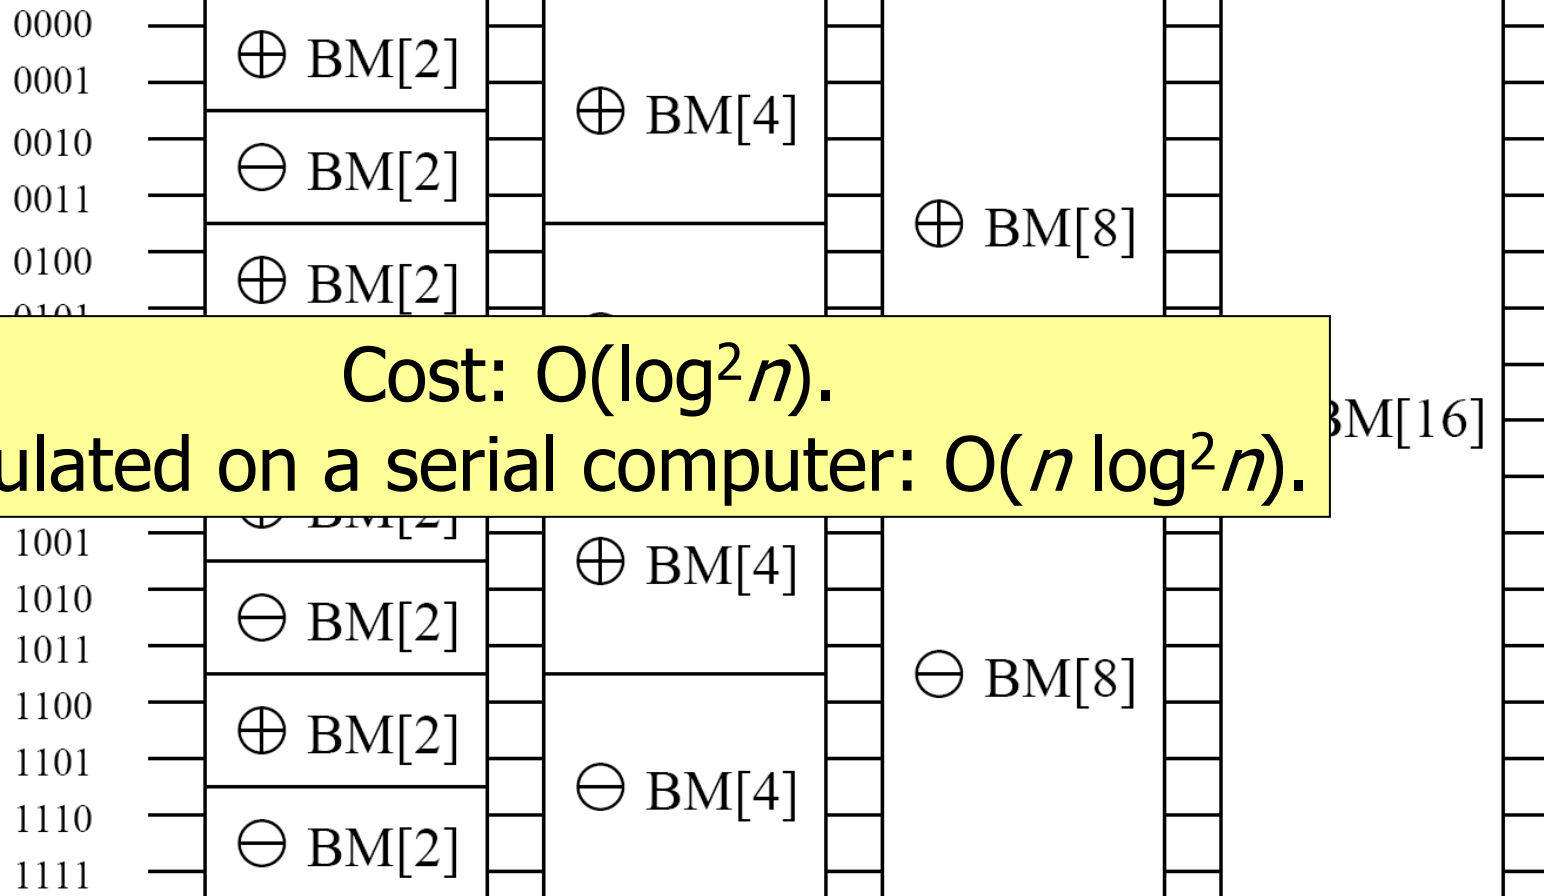 0000
⊕ BM[2]
0001
⊕ BM[4]
0010
⊖ BM[2]
0011
⊕ BM[8]
0100
⊕ BM[2]
Cost: O(log²n).
on a serial computer: O(n log²n).
BM[2]
1001
⊕ BM[4]
1010
⊖ BM[2]
1011
⊖ BM[8]
1100
⊕ BM[2]
1101
⊖ BM[4]
1110
⊖ BM[2]
1111